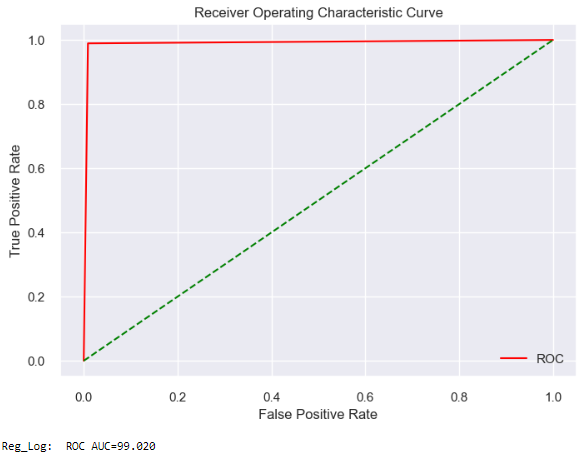 Receiver Operating Characteristic Curve
1.0
0.8
0.6
0.4
0.2
0.0
True Positive Rate
ROC
0.0 0.2 0.4 0.6 0.8 1.0
False Positive Rate
Reg_Log:  ROC AUC=99.020